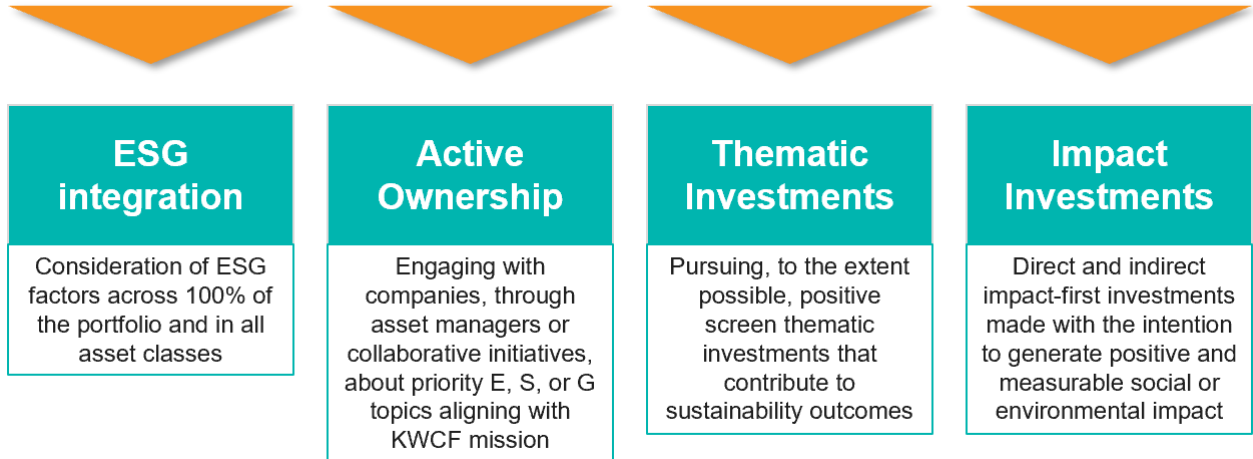 ESG
integration
Consideration of ESG
factors across 100% of
the portfolio and in all
asset classes
Active
Ownership
Engaging with
companies, through
asset managers or
collaborative initiatives,
about priority E, S, or G
topics aligning with
KWCF mission
Thematic
Investments
Pursuing, to the extent
possible, positive
screen thematic
investments that
contribute to
sustainability outcomes
Impact
Investments
Direct and indirect
impact-first investments
made with the intention
to generate positive and
measurable social or
environmental impact